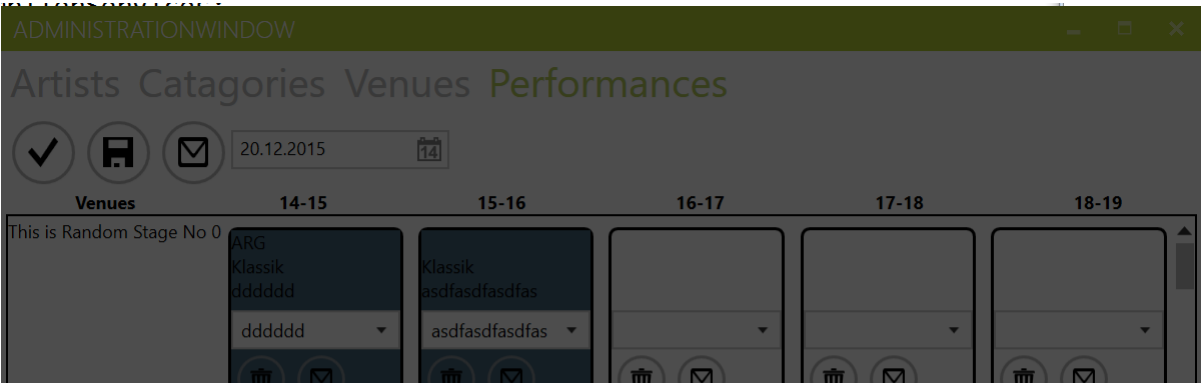 ADMINISTRATIONWINDOW
Artists Catagories Venues Performances
20.12.2015 14
Venues 14-15 15-16 16-17 17-18 18-19
This is Random Stage No 0
ARG
Klassik
dddddd
Klassik
asdfasdfasdfas
dddddd asdfasdfasdfas